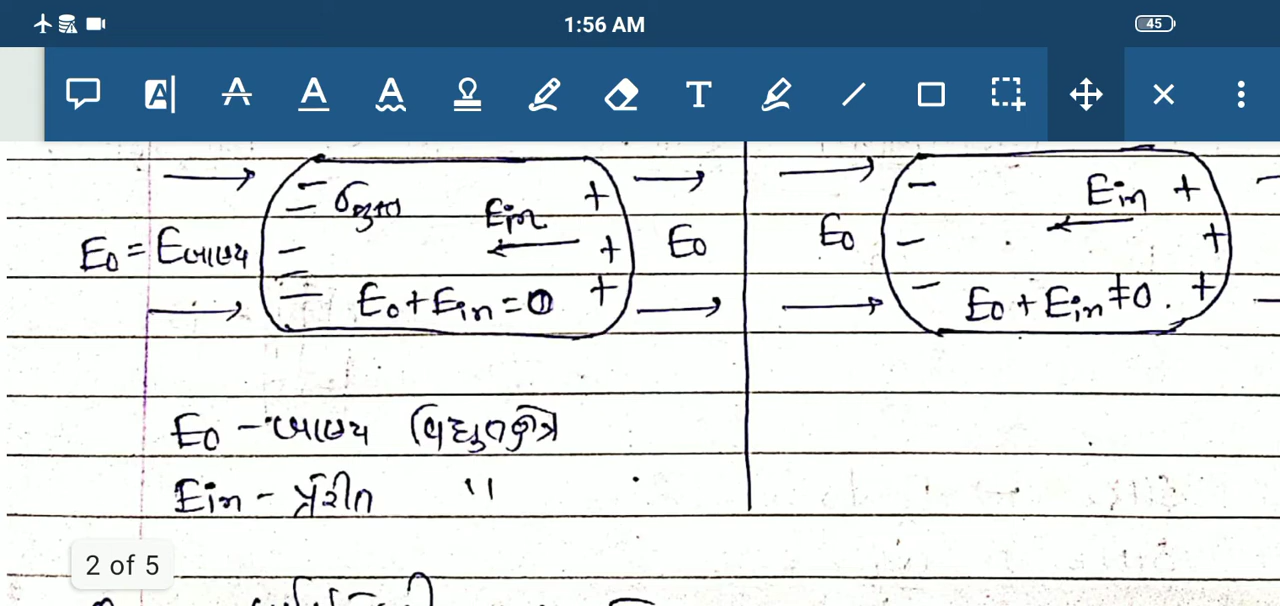 1:56 AM
45
A
A
A
A
T
σમુક્ત
Ein
E0 = Eબાહ્ય
E0
E0 + Ein = 0
Ein
E0
E0 + Ein ≠ 0.
E0 - બાહ્ય વિદ્યુતક્ષેત્ર
Ein - પ્રેરીત "
2 of 5